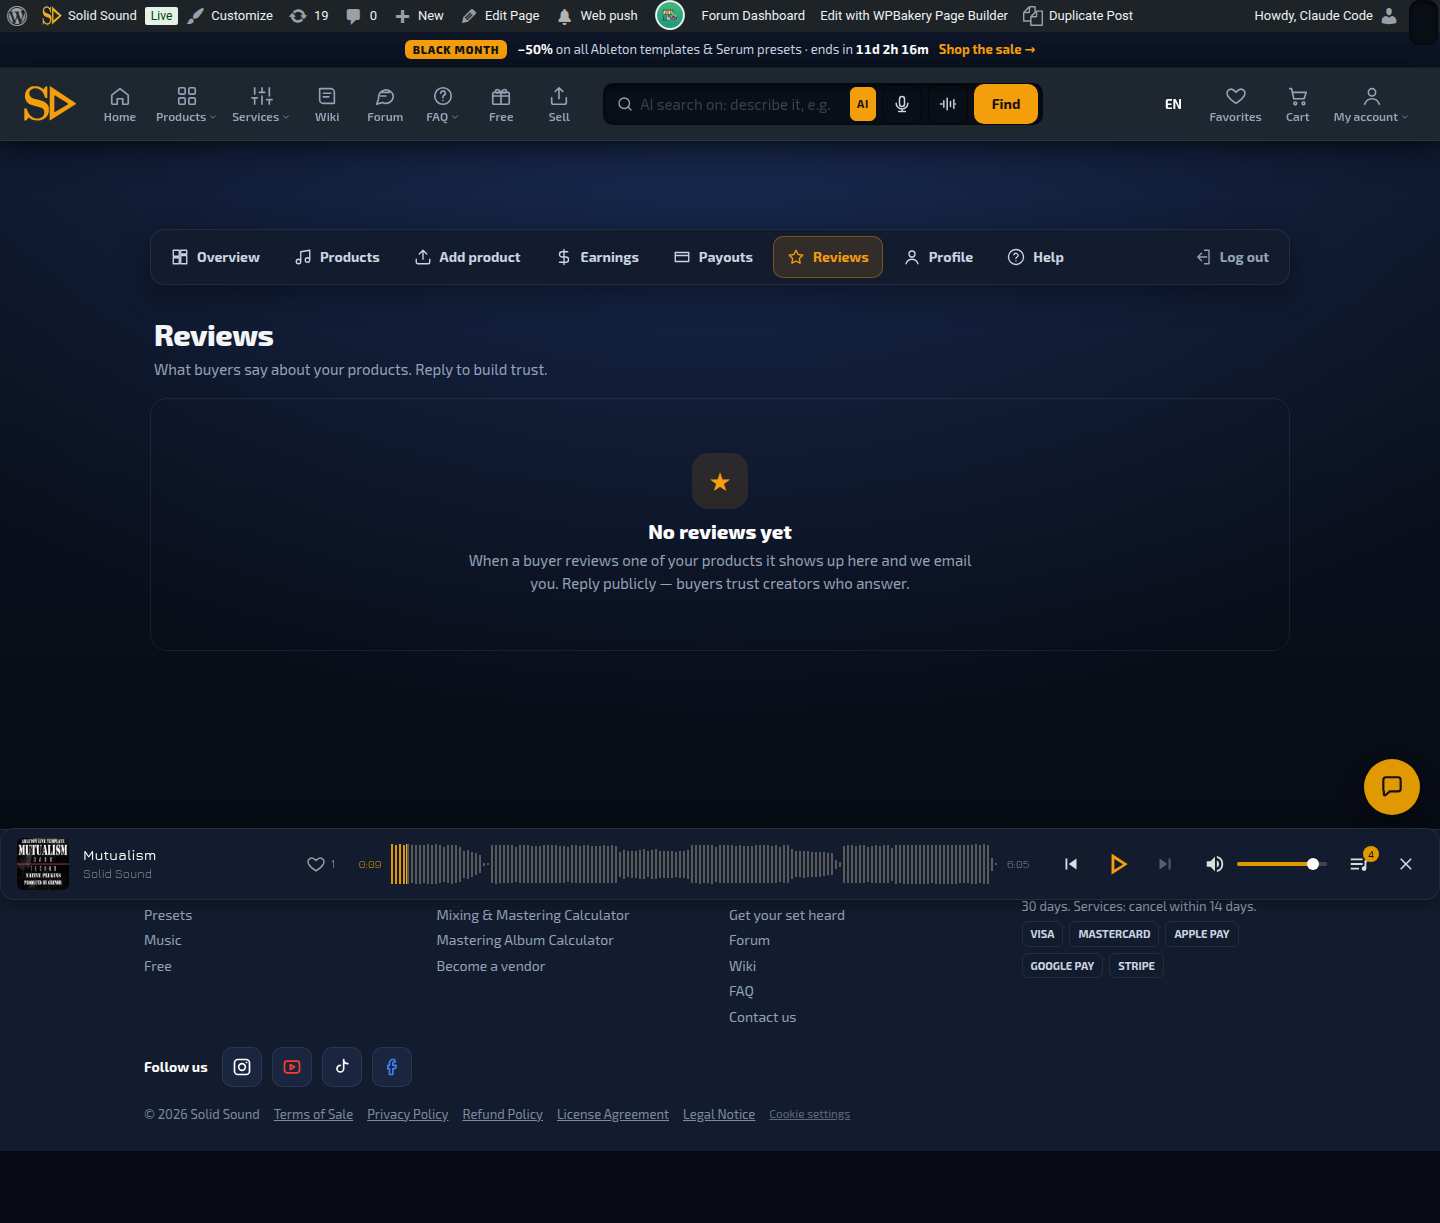 Solid Sound Live Customize 19 0 New Edit Page Web push Forum Dashboard Edit with WPBakery Page Builder Duplicate Post Howdy, Claude Code
BLACK MONTH −50% on all Ableton templates & Serum presets · ends in 11d 2h 16m Shop the sale →
Home Products Services Wiki Forum FAQ Free Sell
AI search on: describe it, e.g. AI Find
EN Favorites Cart My account
Overview Products Add product Earnings Payouts Reviews Profile Help Log out
Reviews
What buyers say about your products. Reply to build trust.
No reviews yet
When a buyer reviews one of your products it shows up here and we email
you. Reply publicly — buyers trust creators who answer.
MUTUALISM
Mutualism
Solid Sound
1 0:09 6:05 4
Presets
Music
Free
Mixing & Mastering Calculator
Mastering Album Calculator
Become a vendor
Get your set heard
Forum
Wiki
FAQ
Contact us
30 days. Services: cancel within 14 days.
VISA MASTERCARD APPLE PAY
GOOGLE PAY STRIPE
Follow us
© 2026 Solid Sound Terms of Sale Privacy Policy Refund Policy License Agreement Legal Notice Cookie settings